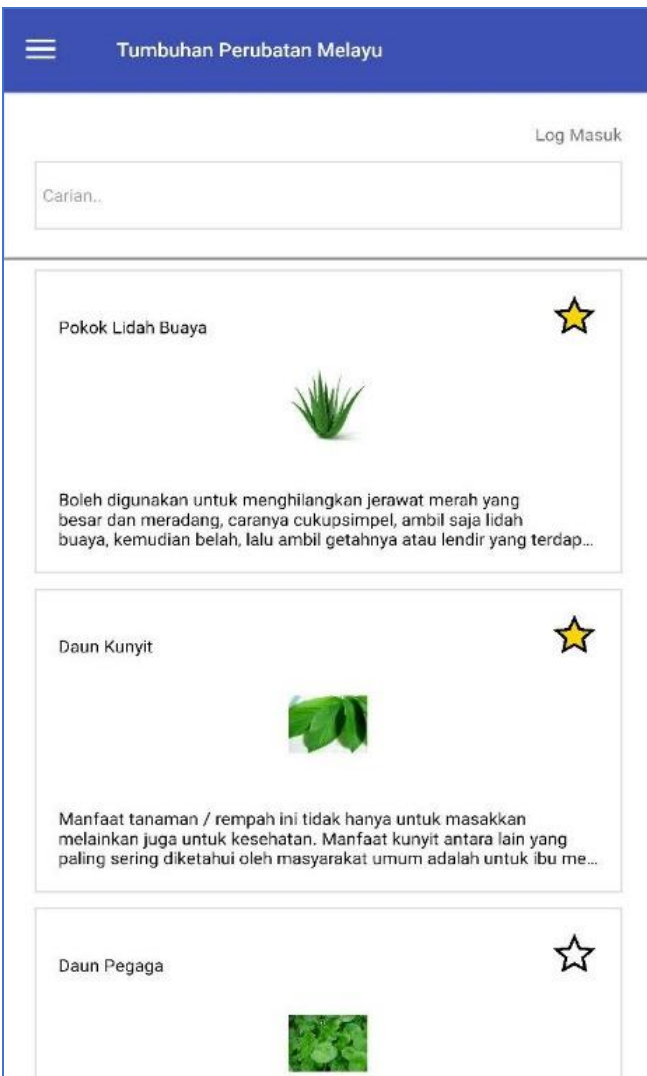 Tumbuhan Perubatan Melayu
Log Masuk
Carian..
Pokok Lidah Buaya
Boleh digunakan untuk menghilangkan jerawat merah yang
besar dan meradang, caranya cukupsimpel, ambil saja lidah
buaya, kemudian belah, lalu ambil getahnya atau lendir yang terdap...
Daun Kunyit
Manfaat tanaman / rempah ini tidak hanya untuk masakkan
melainkan juga untuk kesehatan. Manfaat kunyit antara lain yang
paling sering diketahui oleh masyarakat umum adalah untuk ibu me...
Daun Pegaga